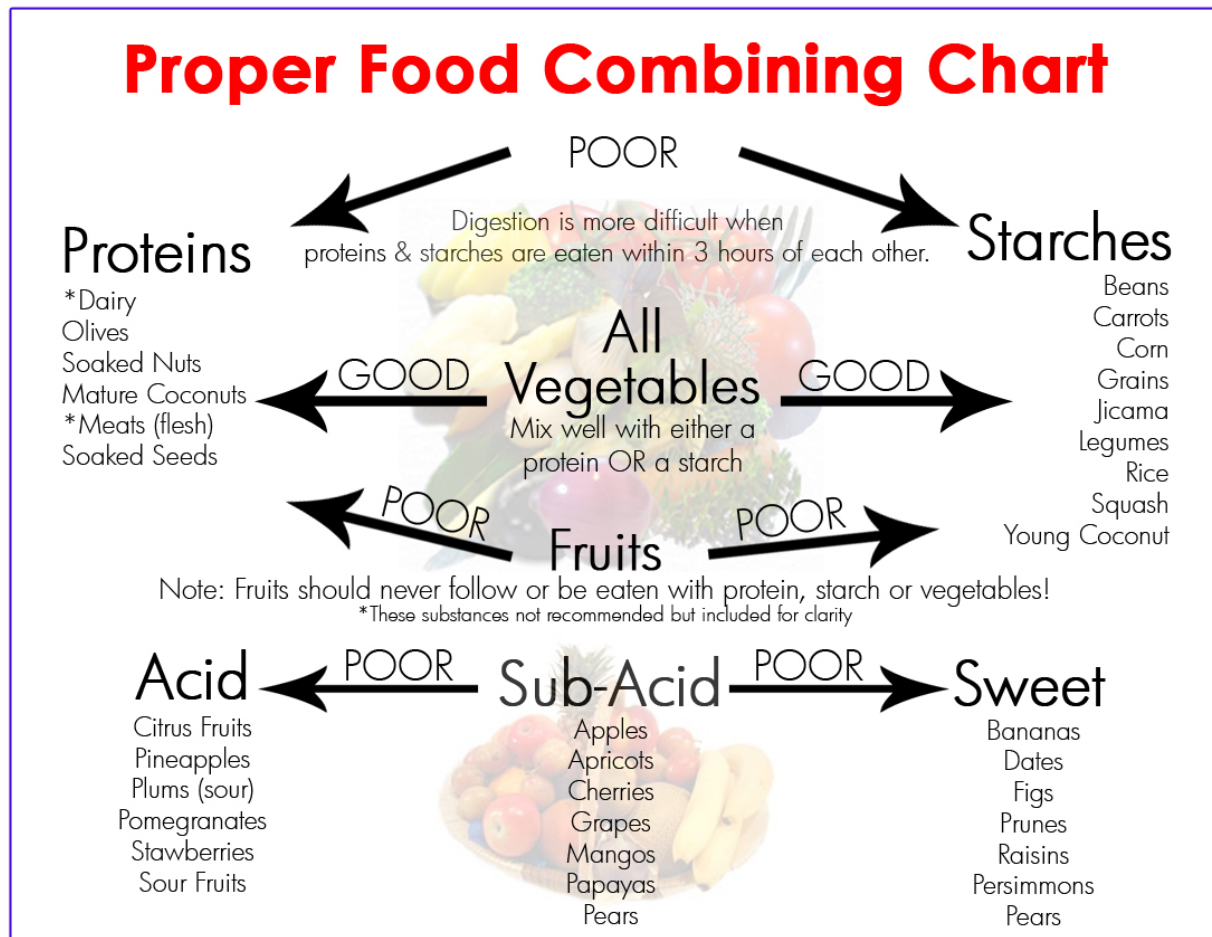 Proper Food Combining Chart
POOR
Digestion is more difficult when
proteins & starches are eaten within 3 hours of each other.
Proteins
*Dairy
Olives
Soaked Nuts
Mature Coconuts
*Meats (flesh)
Soaked Seeds
Starches
Beans
Carrots
Corn
Grains
Jicama
Legumes
Rice
Squash
Young Coconut
GOOD
All
Vegetables
GOOD
Mix well with either a
protein OR a starch
POOR
Fruits
POOR
Note: Fruits should never follow or be eaten with protein, starch or vegetables!
*These substances not recommended but included for clarity
Acid
POOR
Sub-Acid
POOR
Sweet
Citrus Fruits
Pineapples
Plums (sour)
Pomegranates
Stawberries
Sour Fruits
Apples
Apricots
Cherries
Grapes
Mangos
Papayas
Pears
Bananas
Dates
Figs
Prunes
Raisins
Persimmons
Pears